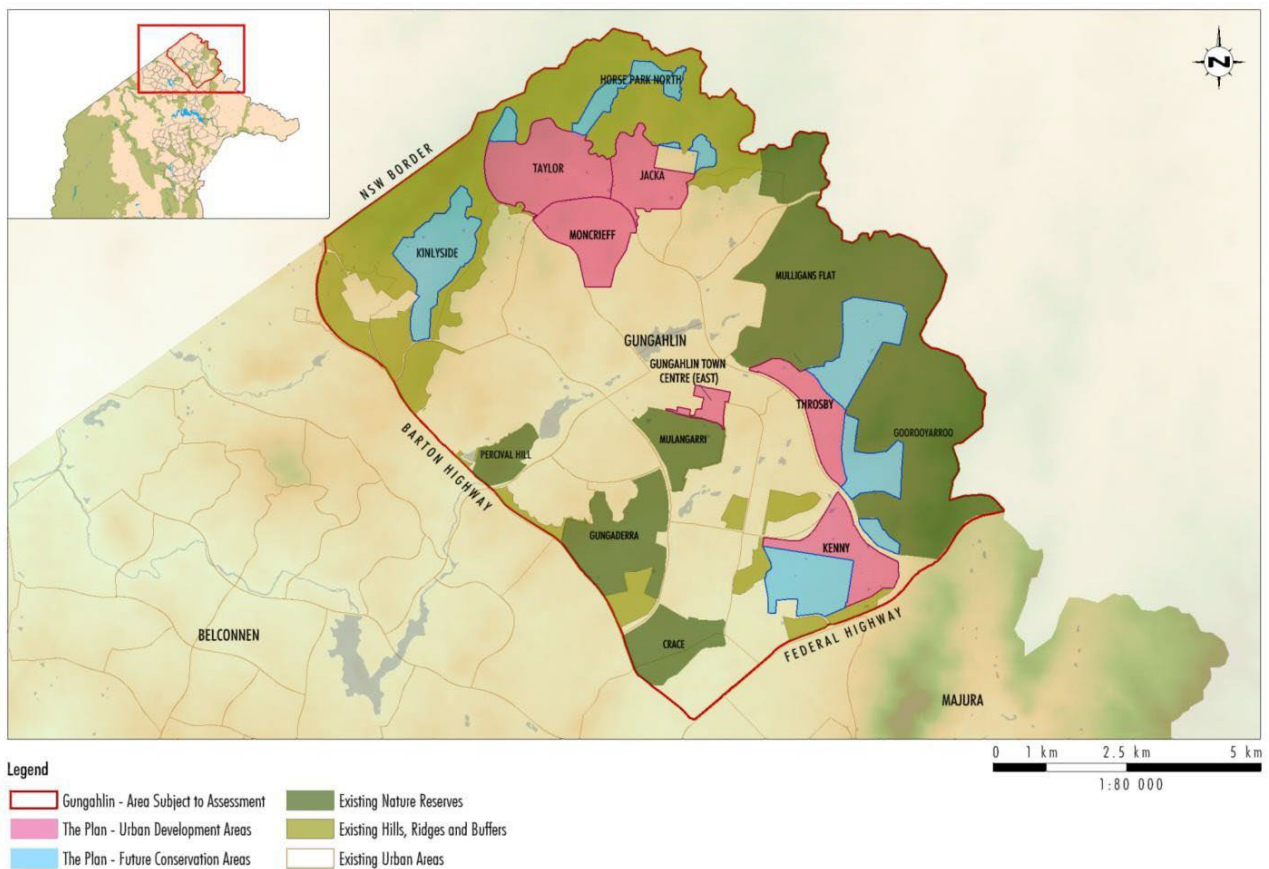 N
HORSE PARK NORTH
NSW BORDER
TAYLOR
JACKA
MONCRIEFF
KINLYSIDE
MULLIGANS FLAT
GUNGAHLIN
GUNGAHLIN TOWN
CENTRE (EAST)
THROSBY
GOOROOYARROO
BARTON HIGHWAY
MULANGARRI
PERCIVAL HILL
GUNGADERRA
KENNY
BELCONNEN
CRACE
FEDERAL HIGHWAY
MAJURA
0 1 km 2.5 km 5 km
1:80 000
Legend
Gungahlin - Area Subject to Assessment
The Plan - Urban Development Areas
The Plan - Future Conservation Areas
Existing Nature Reserves
Existing Hills, Ridges and Buffers
Existing Urban Areas